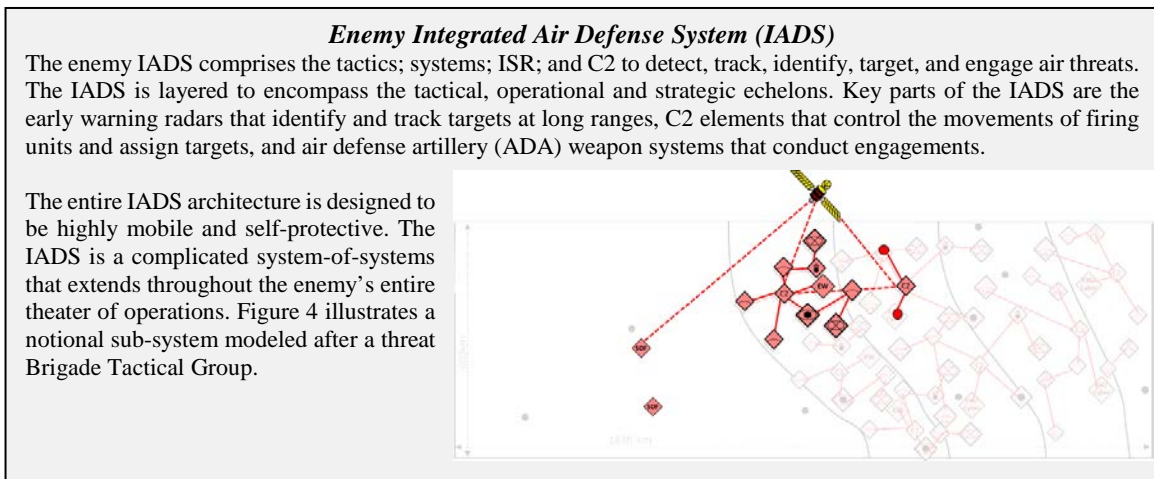 Enemy Integrated Air Defense System (IADS)
The enemy IADS comprises the tactics; systems; ISR; and C2 to detect, track, identify, target, and engage air threats.
The IADS is layered to encompass the tactical, operational and strategic echelons. Key parts of the IADS are the
early warning radars that identify and track targets at long ranges, C2 elements that control the movements of firing
units and assign targets, and air defense artillery (ADA) weapon systems that conduct engagements.
The entire IADS architecture is designed to
be highly mobile and self-protective. The
IADS is a complicated system-of-systems
that extends throughout the enemy's entire
theater of operations. Figure 4 illustrates a
notional sub-system modeled after a threat
Brigade Tactical Group.
EW
C2
C2
SOF
SOF